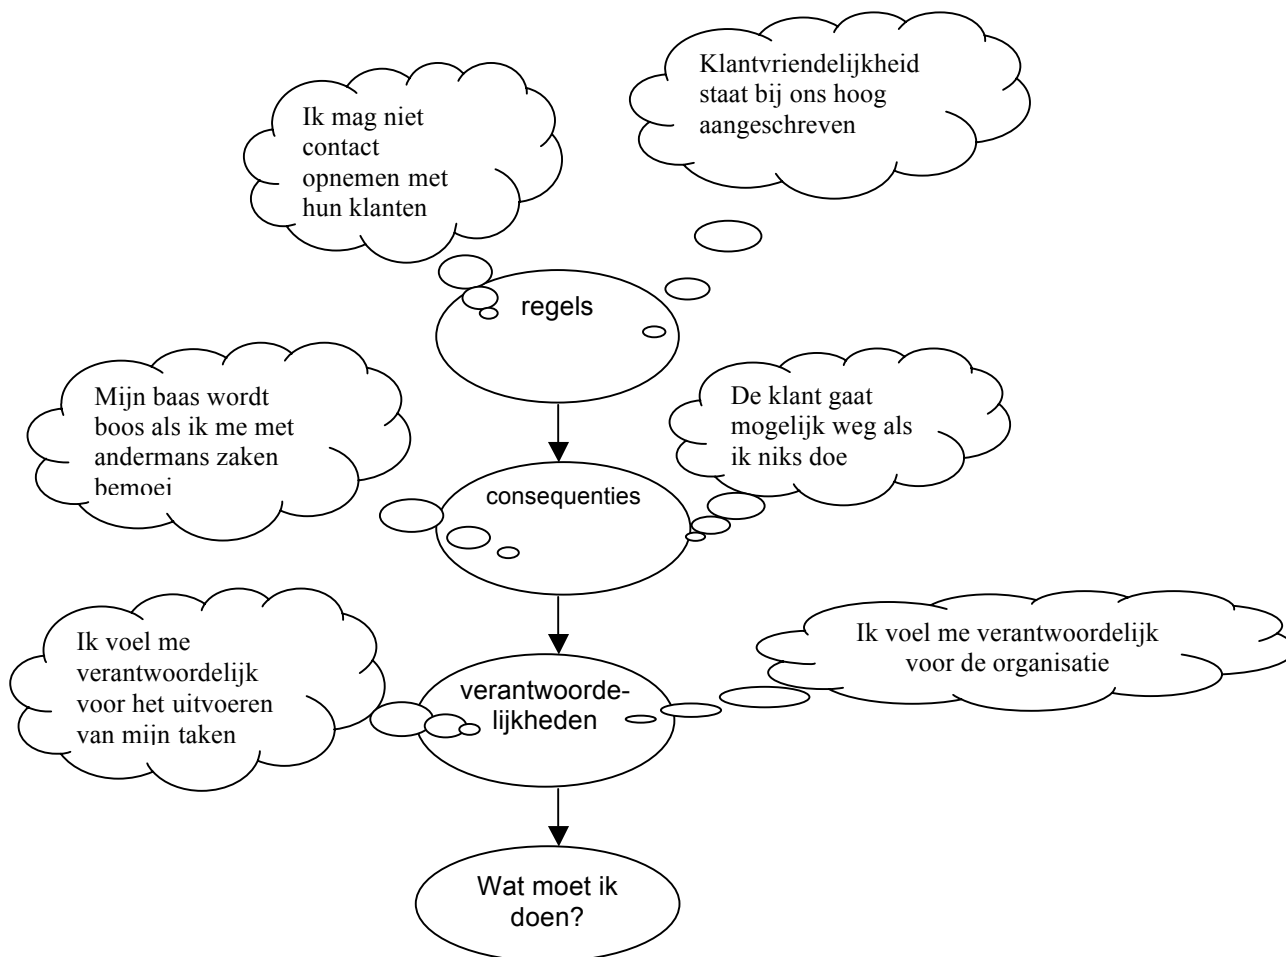 Klantvriendelijkheid
staat bij ons hoog
aangeschreven
Ik mag niet
contact
opnemen met
hun klanten
regels
Mijn baas wordt
boos als ik me met
andermans zaken
bemoei
De klant gaat
mogelijk weg als
ik niks doe
consequenties
Ik voel me
verantwoordelijk
voor het uitvoeren
van mijn taken
Ik voel me verantwoordelijk
voor de organisatie
verantwoorde-
lijkheden
Wat moet ik
doen?